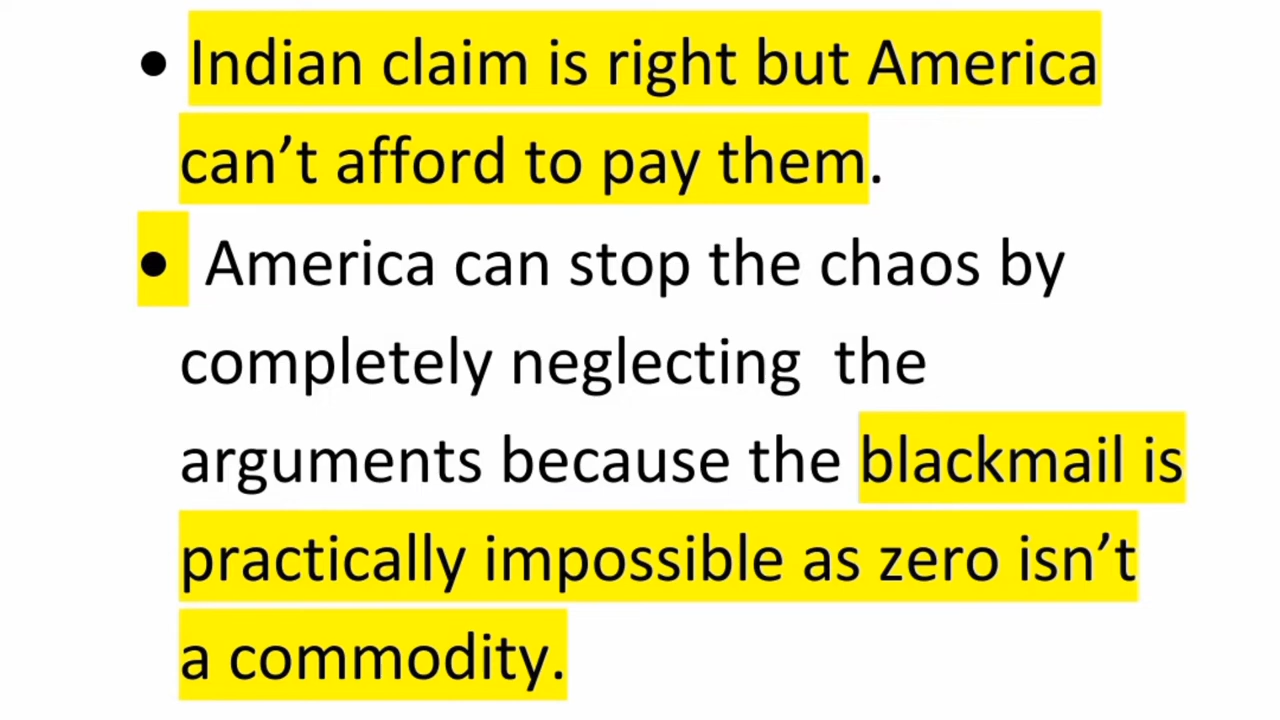 • Indian claim is right but America
can’t afford to pay them.
• America can stop the chaos by
completely neglecting  the
arguments because the blackmail is
practically impossible as zero isn’t
a commodity.